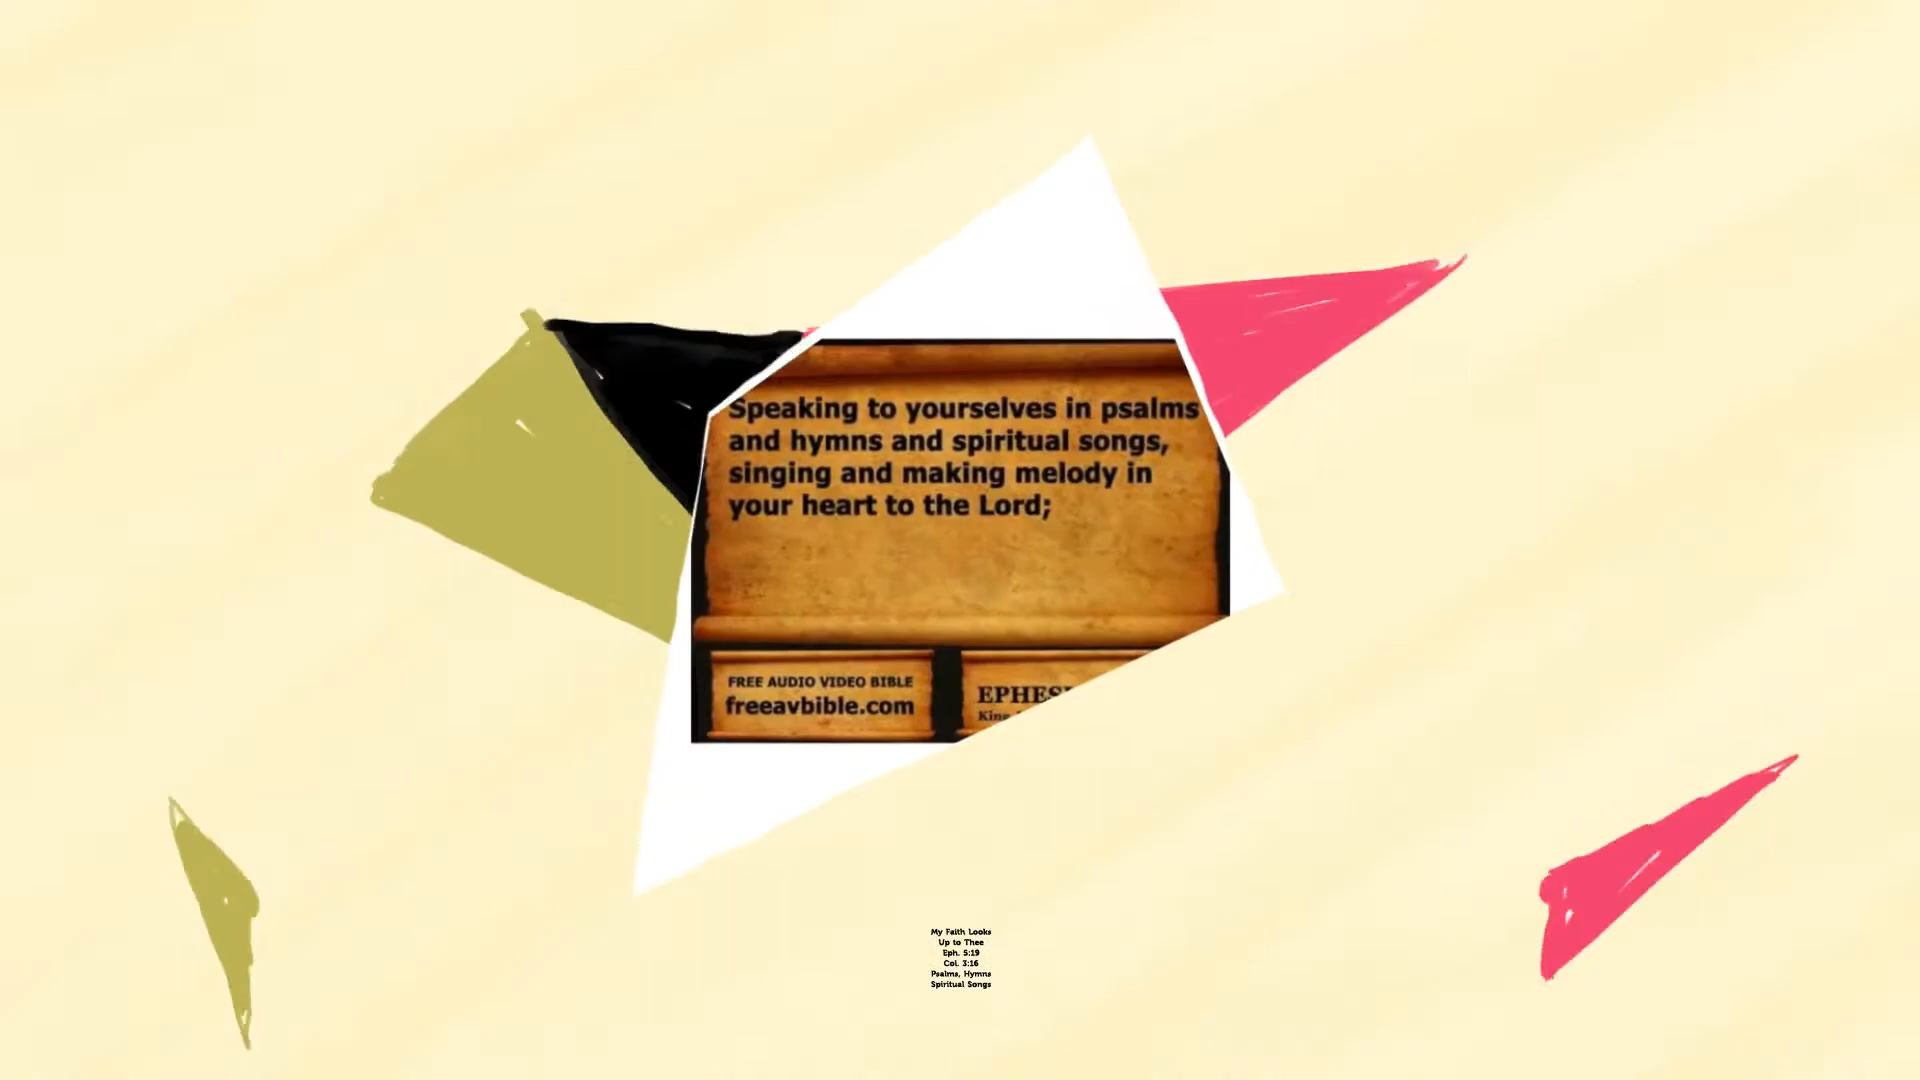 Speaking to yourselves in psalms
and hymns and spiritual songs,
singing and making melody in
your heart to the Lord;
FREE AUDIO VIDEO BIBLE
freeavbible.com
My Faith Looks
Up to Thee
Eph. 5:19
Col. 3:16
Psalms, Hymns
Spiritual Songs